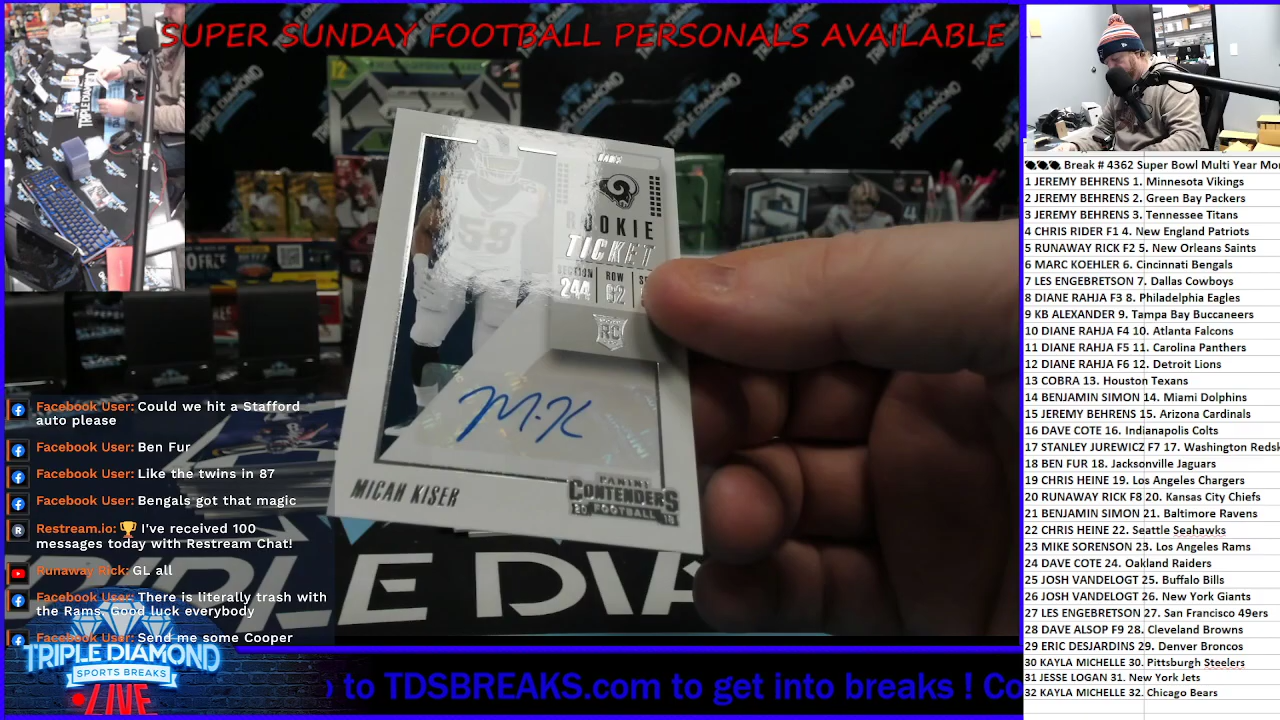 SUPER SUNDAY FOOTBALL PERSONALS AVAILABLE
TRIPLE DIAMOND
59
ROOKIE
TICKET
SECTION ROW
244 62
RC
M-K
MICAH KISER
PANINI
CONTENDERS
20 FOOTBALL 18
Facebook User: Could we hit a Stafford
auto please
Facebook User: Ben Fur
Facebook User: Like the twins in 87
Facebook User: Bengals got that magic
Restream.io: 🏆 I've received 100
messages today with Restream Chat!
Runaway Rick: GL all
Facebook User: There is literally trash with
the Rams. Good luck everybody
Facebook User: Send me some Cooper
TRIPLE DIAMOND
SPORTS BREAKS
LIVE
to TDSBREAKS.com to get into breaks ! Co
Break # 4362 Super Bowl Multi Year Mo
1 JEREMY BEHRENS 1. Minnesota Vikings
2 JEREMY BEHRENS 2. Green Bay Packers
3 JEREMY BEHRENS 3. Tennessee Titans
4 CHRIS RIDER F1 4. New England Patriots
5 RUNAWAY RICK F2 5. New Orleans Saints
6 MARC KOEHLER 6. Cincinnati Bengals
7 LES ENGEBRETSON 7. Dallas Cowboys
8 DIANE RAHJA F3 8. Philadelphia Eagles
9 KB ALEXANDER 9. Tampa Bay Buccaneers
10 DIANE RAHJA F4 10. Atlanta Falcons
11 DIANE RAHJA F5 11. Carolina Panthers
12 DIANE RAHJA F6 12. Detroit Lions
13 COBRA 13. Houston Texans
14 BENJAMIN SIMON 14. Miami Dolphins
15 JEREMY BEHRENS 15. Arizona Cardinals
16 DAVE COTE 16. Indianapolis Colts
17 STANLEY JUREWICZ F7 17. Washington Redsk
18 BEN FUR 18. Jacksonville Jaguars
19 CHRIS HEINE 19. Los Angeles Chargers
20 RUNAWAY RICK F8 20. Kansas City Chiefs
21 BENJAMIN SIMON 21. Baltimore Ravens
22 CHRIS HEINE 22. Seattle Seahawks
23 MIKE SORENSON 23. Los Angeles Rams
24 DAVE COTE 24. Oakland Raiders
25 JOSH VANDELOGT 25. Buffalo Bills
26 JOSH VANDELOGT 26. New York Giants
27 LES ENGEBRETSON 27. San Francisco 49ers
28 DAVE ALSOP F9 28. Cleveland Browns
29 ERIC DEAN 29. Denver Broncos
30 KAYLA MICHELLE 30. Pittsburgh Steelers
31 JESSE LOGAN 31. New York Jets
32 KAYLA MICHELLE 32. Chicago Bears